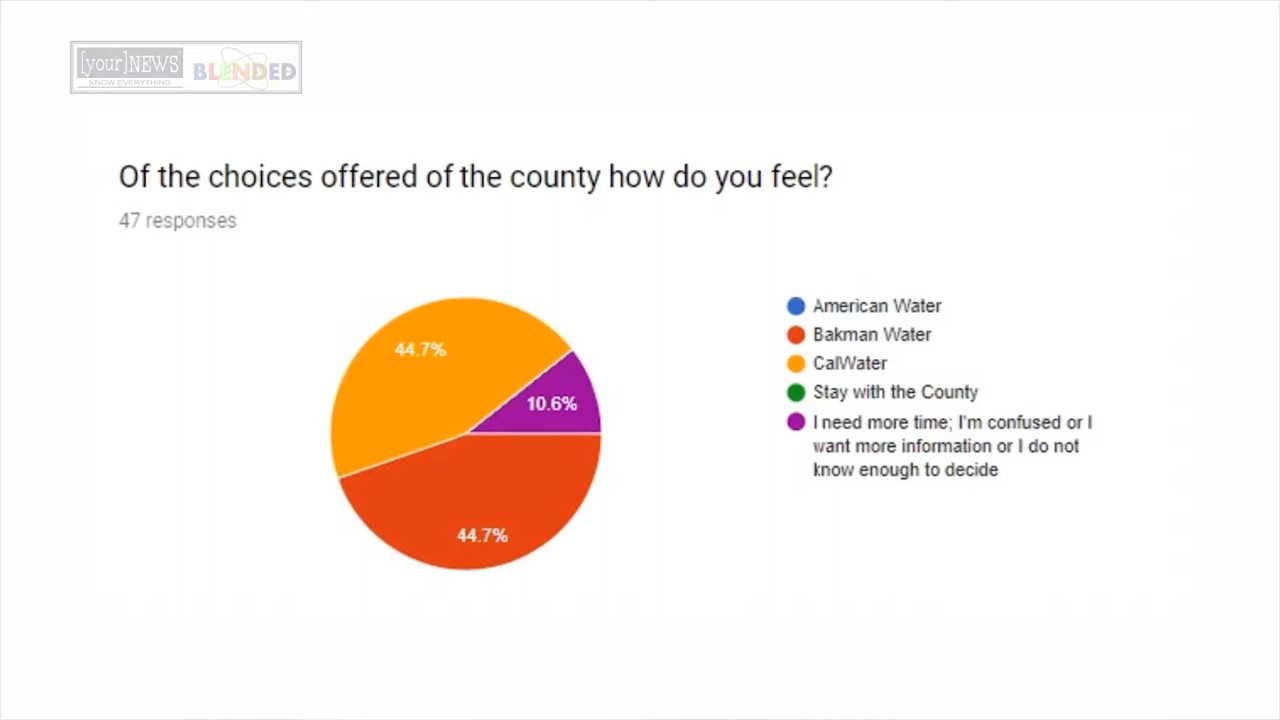 [your]NEWS
KNOW EVERYTHING
BLENDED
Of the choices offered of the county how do you feel?
47 responses
44.7%
10.6%
44.7%
American Water
Bakman Water
CalWater
Stay with the County
I need more time; I'm confused or I
want more information or I do not
know enough to decide